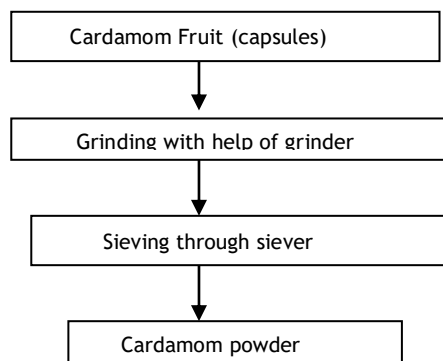 Cardamom Fruit (capsules)
Grinding with help of grinder
Sieving through siever
Cardamom powder